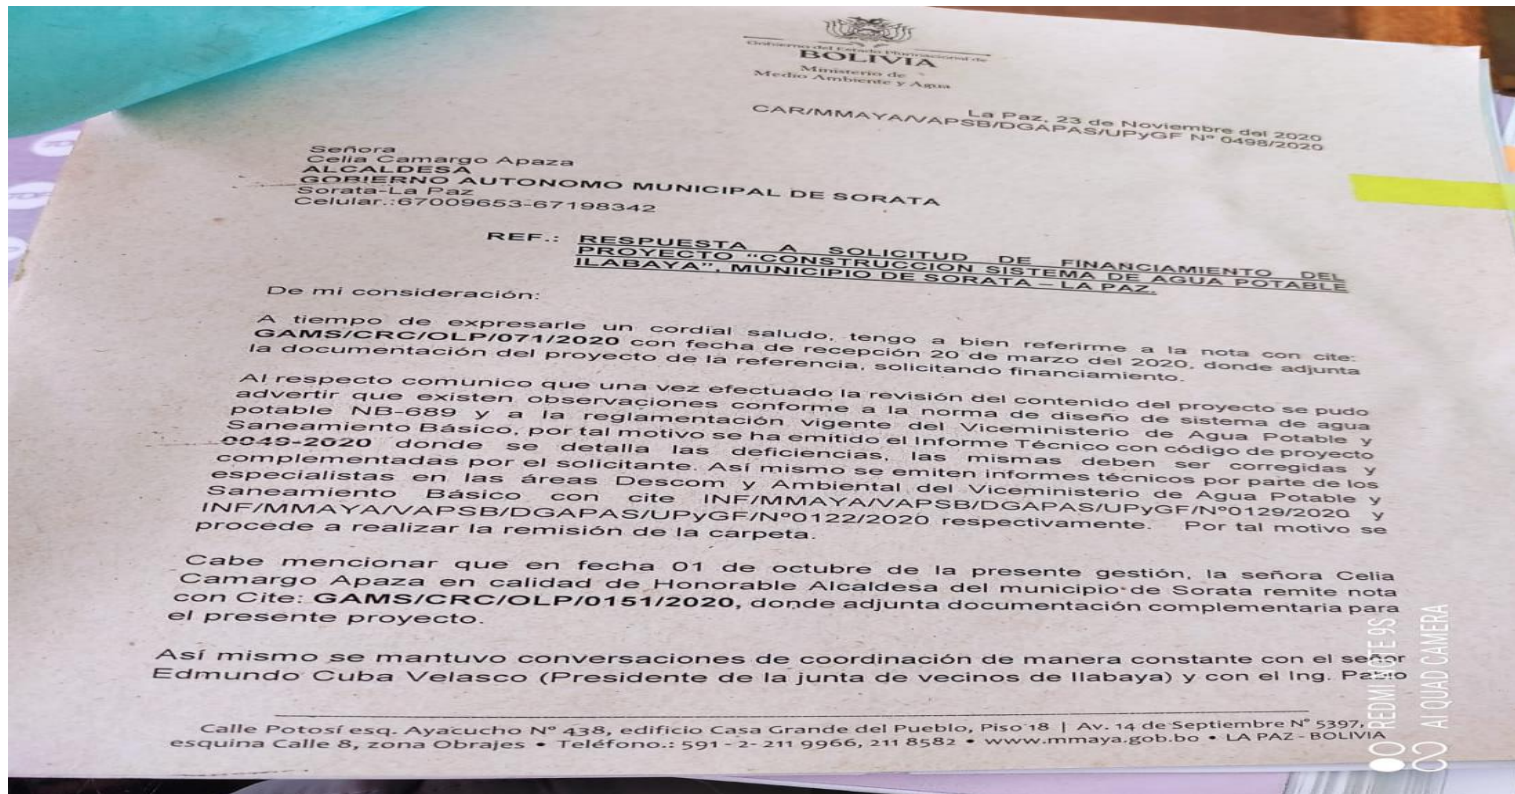 Gobierno del Estado Plurinacional de
BOLIVIA
Ministerio de
Medio Ambiente y Agua
La Paz, 23 de Noviembre del 2020
CAR/MMAYA/VAPSB/DGAPAS/UPyGF Nº 0498/2020
Señora
Celia Camargo Apaza
ALCALDESA
GOBIERNO AUTONOMO MUNICIPAL DE SORATA
Sorata-La Paz
Celular.:67009653-67198342
REF.: RESPUESTA A SOLICITUD DE FINANCIAMIENTO DEL
PROYECTO "CONSTRUCCION SISTEMA DE AGUA POTABLE
ILABAYA", MUNICIPIO DE SORATA – LA PAZ.
De mi consideración:
A tiempo de expresarle un cordial saludo, tengo a bien referirme a la nota con cite:
GAMS/CRC/OLP/071/2020 con fecha de recepción 20 de marzo del 2020, donde adjunta
la documentación del proyecto de la referencia, solicitando financiamiento.
Al respecto comunico que una vez efectuado la revisión del contenido del proyecto se pudo
advertir que existen observaciones conforme a la norma de diseño de sistema de agua
potable NB-689 y a la reglamentación vigente del Viceministerio de Agua Potable y
Saneamiento Básico, por tal motivo se ha emitido el Informe Técnico con código de proyecto
0049-2020 donde se detalla las deficiencias, las mismas deben ser corregidas y
complementadas por el solicitante. Así mismo se emiten informes técnicos por parte de los
especialistas en las áreas Descom y Ambiental del Viceministerio de Agua Potable y
Saneamiento Básico con cite INF/MMAYA/VAPSB/DGAPAS/UPyGF/Nº0129/2020 y
INF/MMAYA/VAPSB/DGAPAS/UPyGF/Nº0122/2020 respectivamente. Por tal motivo se
procede a realizar la remisión de la carpeta.
Cabe mencionar que en fecha 01 de octubre de la presente gestión, la señora Celia
Camargo Apaza en calidad de Honorable Alcaldesa del municipio de Sorata remite nota
con Cite: GAMS/CRC/OLP/0151/2020, donde adjunta documentación complementaria para
el presente proyecto.
Así mismo se mantuvo conversaciones de coordinación de manera constante con el señor
Edmundo Cuba Velasco (Presidente de la junta de vecinos de Ilabaya) y con el Ing. Pablo
Calle Potosí esq. Ayacucho Nº 438, edificio Casa Grande del Pueblo, Piso 18 | Av. 14 de Septiembre Nº 5397,
esquina Calle 8, zona Obrajes • Teléfono.: 591 - 2- 211 9966, 211 8582 • www.mmaya.gob.bo • LA PAZ - BOLIVIA
REDMI NOTE 9S
AI QUAD CAMERA